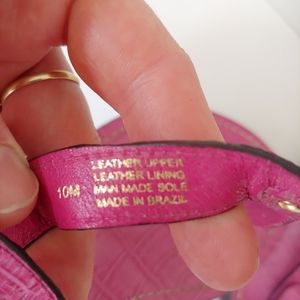 10M
LEATHER UPPER
LEATHER LINING
MAN MADE SOLE
MADE IN BRAZIL